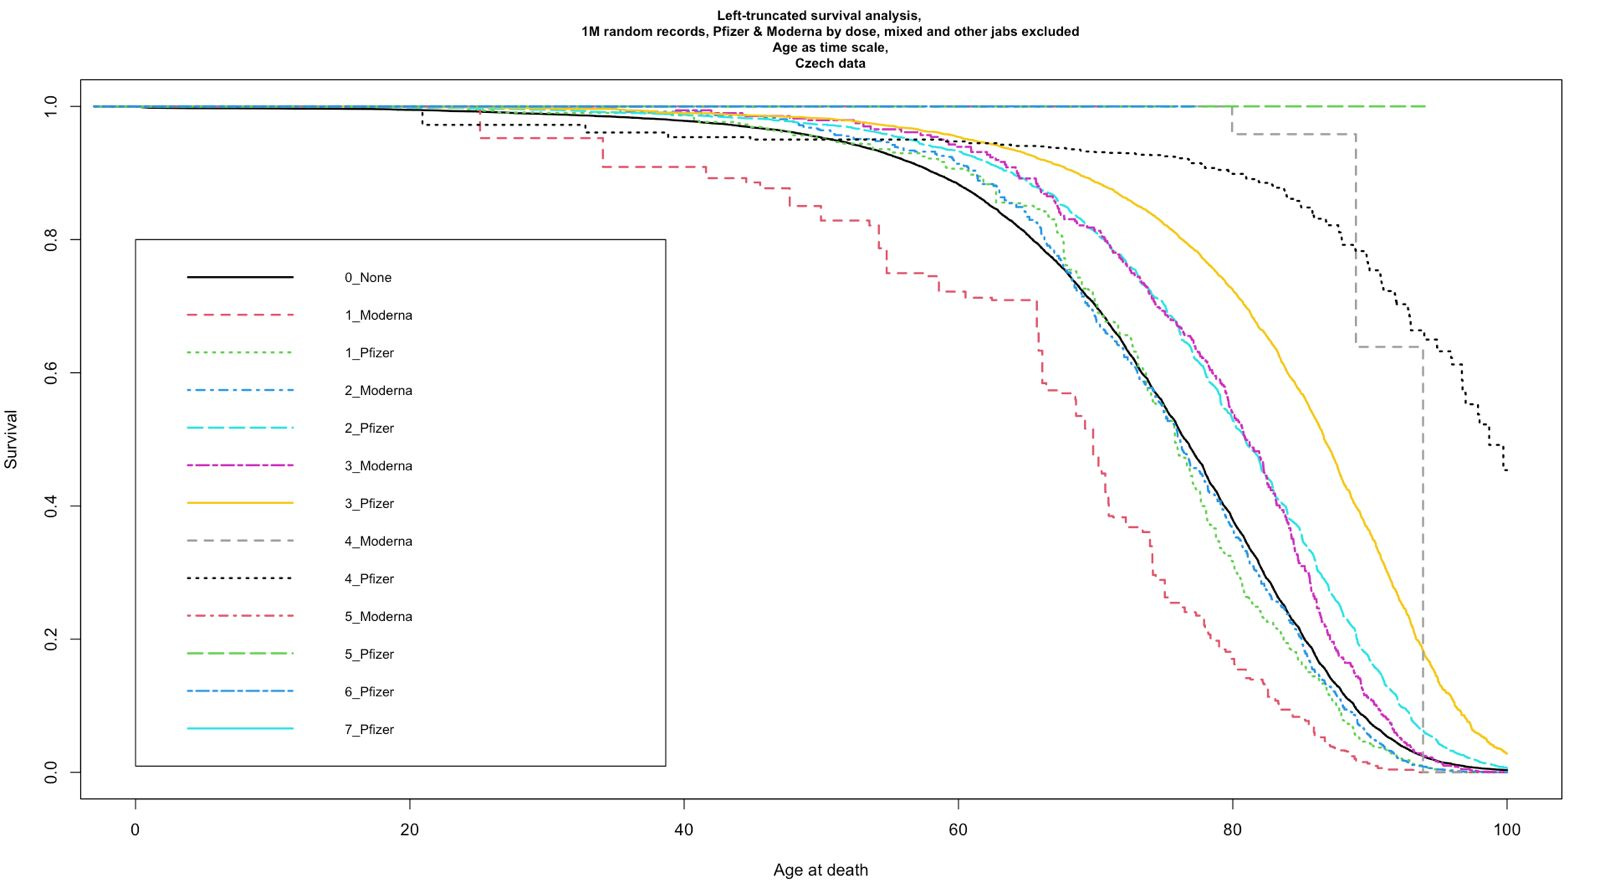 Left-truncated survival analysis,
1M random records, Pfizer & Moderna by dose, mixed and other jabs excluded
Age as time scale,
Czech data
Survival
1.0
0.8
0.6
0.4
0.2
0.0
0_None
1_Moderna
1_Pfizer
2_Moderna
2_Pfizer
3_Moderna
3_Pfizer
4_Moderna
4_Pfizer
5_Moderna
5_Pfizer
6_Pfizer
7_Pfizer
0 20 40 60 80 100
Age at death